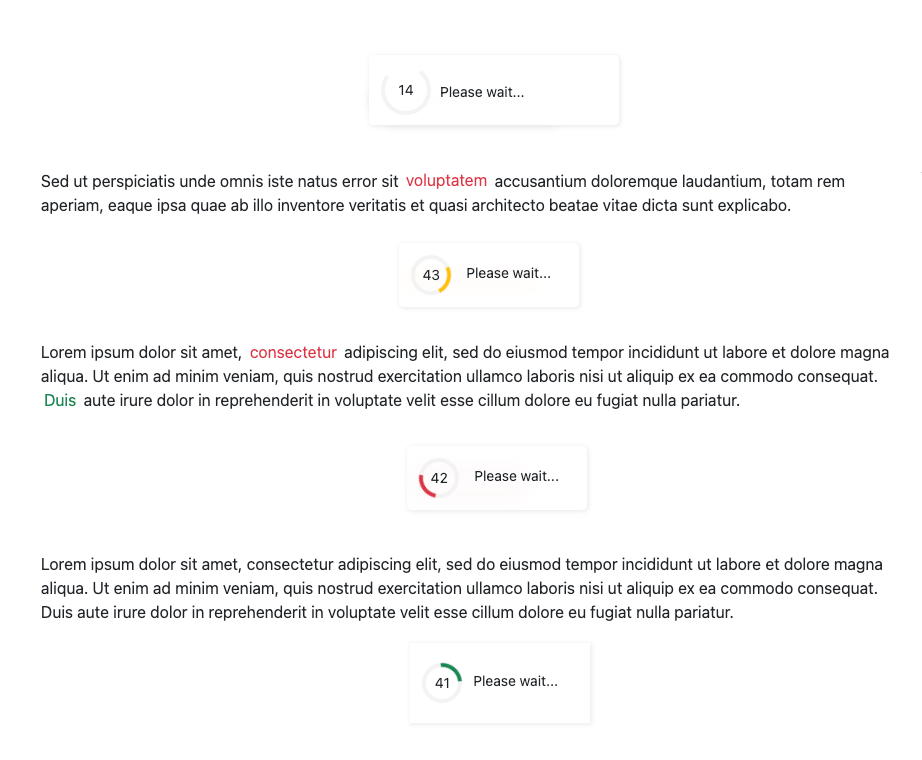 14 Please wait...
Sed ut perspiciatis unde omnis iste natus error sit voluptatem accusantium doloremque laudantium, totam rem
aperiam, eaque ipsa quae ab illo inventore veritatis et quasi architecto beatae vitae dicta sunt explicabo.
43 Please wait...
Lorem ipsum dolor sit amet, consectetur adipiscing elit, sed do eiusmod tempor incididunt ut labore et dolore magna
aliqua. Ut enim ad minim veniam, quis nostrud exercitation ullamco laboris nisi ut aliquip ex ea commodo consequat.
Duis aute irure dolor in reprehenderit in voluptate velit esse cillum dolore eu fugiat nulla pariatur.
42 Please wait...
Lorem ipsum dolor sit amet, consectetur adipiscing elit, sed do eiusmod tempor incididunt ut labore et dolore magna
aliqua. Ut enim ad minim veniam, quis nostrud exercitation ullamco laboris nisi ut aliquip ex ea commodo consequat.
Duis aute irure dolor in reprehenderit in voluptate velit esse cillum dolore eu fugiat nulla pariatur.
41 Please wait...